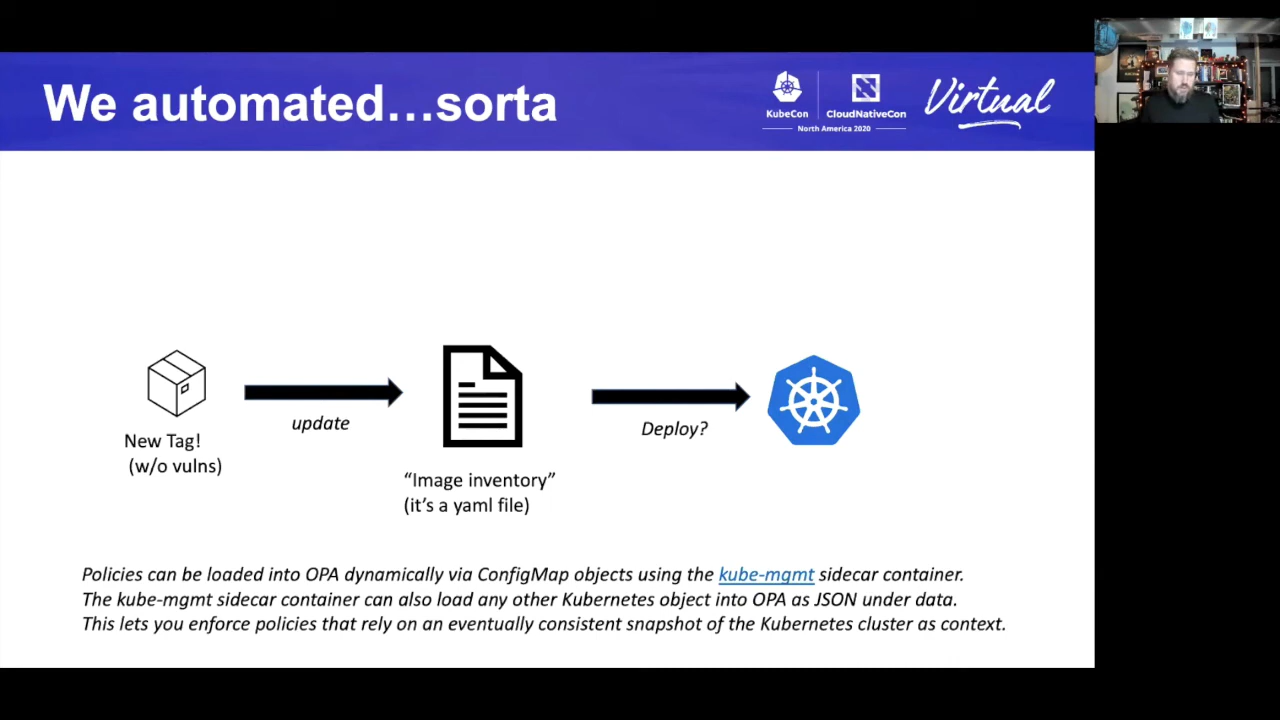 We automated…sorta
KubeCon
CloudNativeCon
North America 2020
Virtual
New Tag!
(w/o vulns)
update
“Image inventory”
(it’s a yaml file)
Deploy?
Policies can be loaded into OPA dynamically via ConfigMap objects using the kube-mgmt sidecar container.
The kube-mgmt sidecar container can also load any other Kubernetes object into OPA as JSON under data.
This lets you enforce policies that rely on an eventually consistent snapshot of the Kubernetes cluster as context.